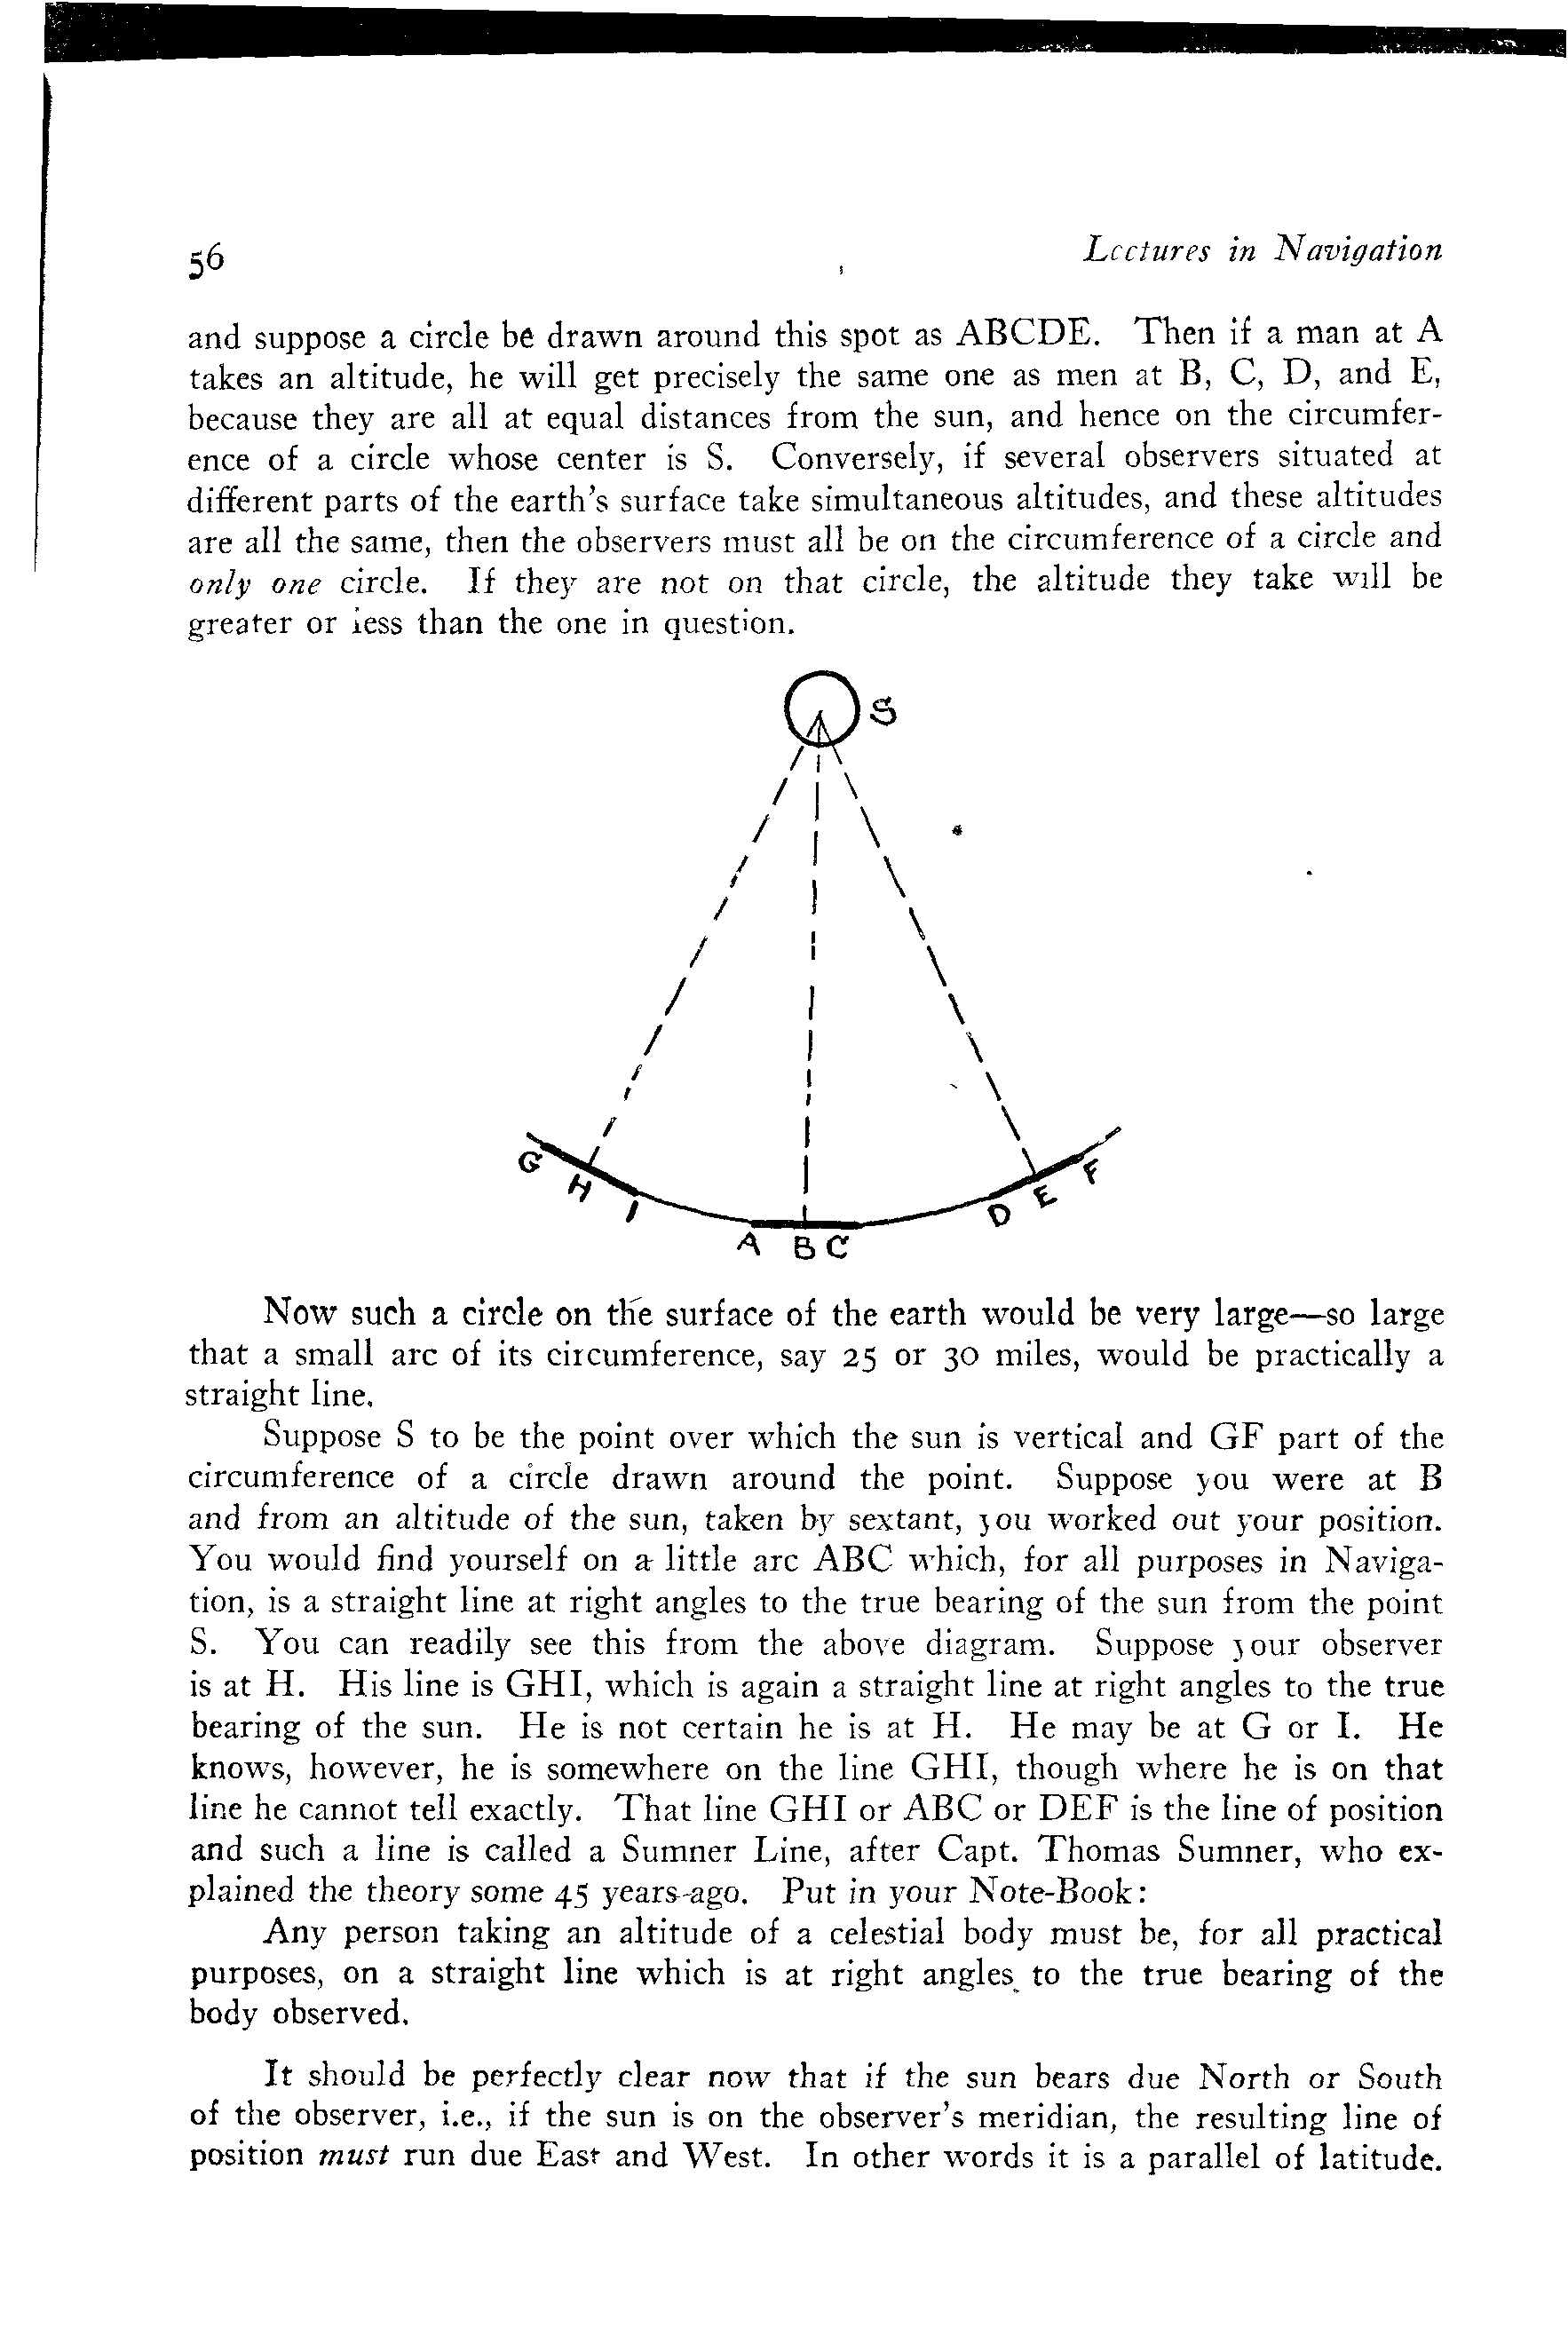 56
Lectures in Navigation
and suppose a circle be drawn around this spot as ABCDE. Then if a man at A
takes an altitude, he will get precisely the same one as men at B, C, D, and E,
because they are all at equal distances from the sun, and hence on the circumfer-
ence of a circle whose center is S. Conversely, if several observers situated at
different parts of the earth's surface take simultaneous altitudes, and these altitudes
are all the same, then the observers must all be on the circumference of a circle and
only one circle. If they are not on that circle, the altitude they take will be
greater or less than the one in question.
S
G
H
I
A B C
D
E
F
Now such a circle on the surface of the earth would be very large—so large
that a small arc of its circumference, say 25 or 30 miles, would be practically a
straight line.
Suppose S to be the point over which the sun is vertical and GF part of the
circumference of a circle drawn around the point. Suppose you were at B
and from an altitude of the sun, taken by sextant, you worked out your position.
You would find yourself on a little arc ABC which, for all purposes in Naviga-
tion, is a straight line at right angles to the true bearing of the sun from the point
S. You can readily see this from the above diagram. Suppose your observer
is at H. His line is GHI, which is again a straight line at right angles to the true
bearing of the sun. He is not certain he is at H. He may be at G or I. He
knows, however, he is somewhere on the line GHI, though where he is on that
line he cannot tell exactly. That line GHI or ABC or DEF is the line of position
and such a line is called a Sumner Line, after Capt. Thomas Sumner, who ex-
plained the theory some 45 years ago. Put in your Note-Book:
Any person taking an altitude of a celestial body must be, for all practical
purposes, on a straight line which is at right angles to the true bearing of the
body observed.
It should be perfectly clear now that if the sun bears due North or South
of the observer, i.e., if the sun is on the observer's meridian, the resulting line of
position must run due East and West. In other words it is a parallel of latitude.